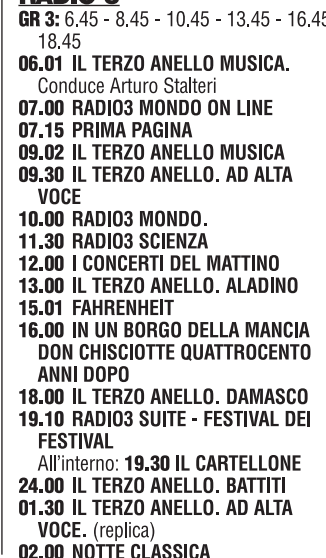 RADIO 3
GR 3: 6.45 - 8.45 - 10.45 - 13.45 - 16.45
18.45
06.01 IL TERZO ANELLO MUSICA.
Conduce Arturo Stalteri
07.00 RADIO3 MONDO ON LINE
07.15 PRIMA PAGINA
09.02 IL TERZO ANELLO MUSICA
09.30 IL TERZO ANELLO. AD ALTA
VOCE
10.00 RADIO3 MONDO.
11.30 RADIO3 SCIENZA
12.00 I CONCERTI DEL MATTINO
13.00 IL TERZO ANELLO. ALADINO
15.01 FAHRENHEIT
16.00 IN UN BORGO DELLA MANCIA
DON CHISCIOTTE QUATTROCENTO
ANNI DOPO
18.00 IL TERZO ANELLO. DAMASCO
19.10 RADIO3 SUITE - FESTIVAL DEI
FESTIVAL
All'interno: 19.30 IL CARTELLONE
24.00 IL TERZO ANELLO. BATTITI
01.30 IL TERZO ANELLO. AD ALTA
VOCE. (replica)
02.00 NOTTE CLASSICA